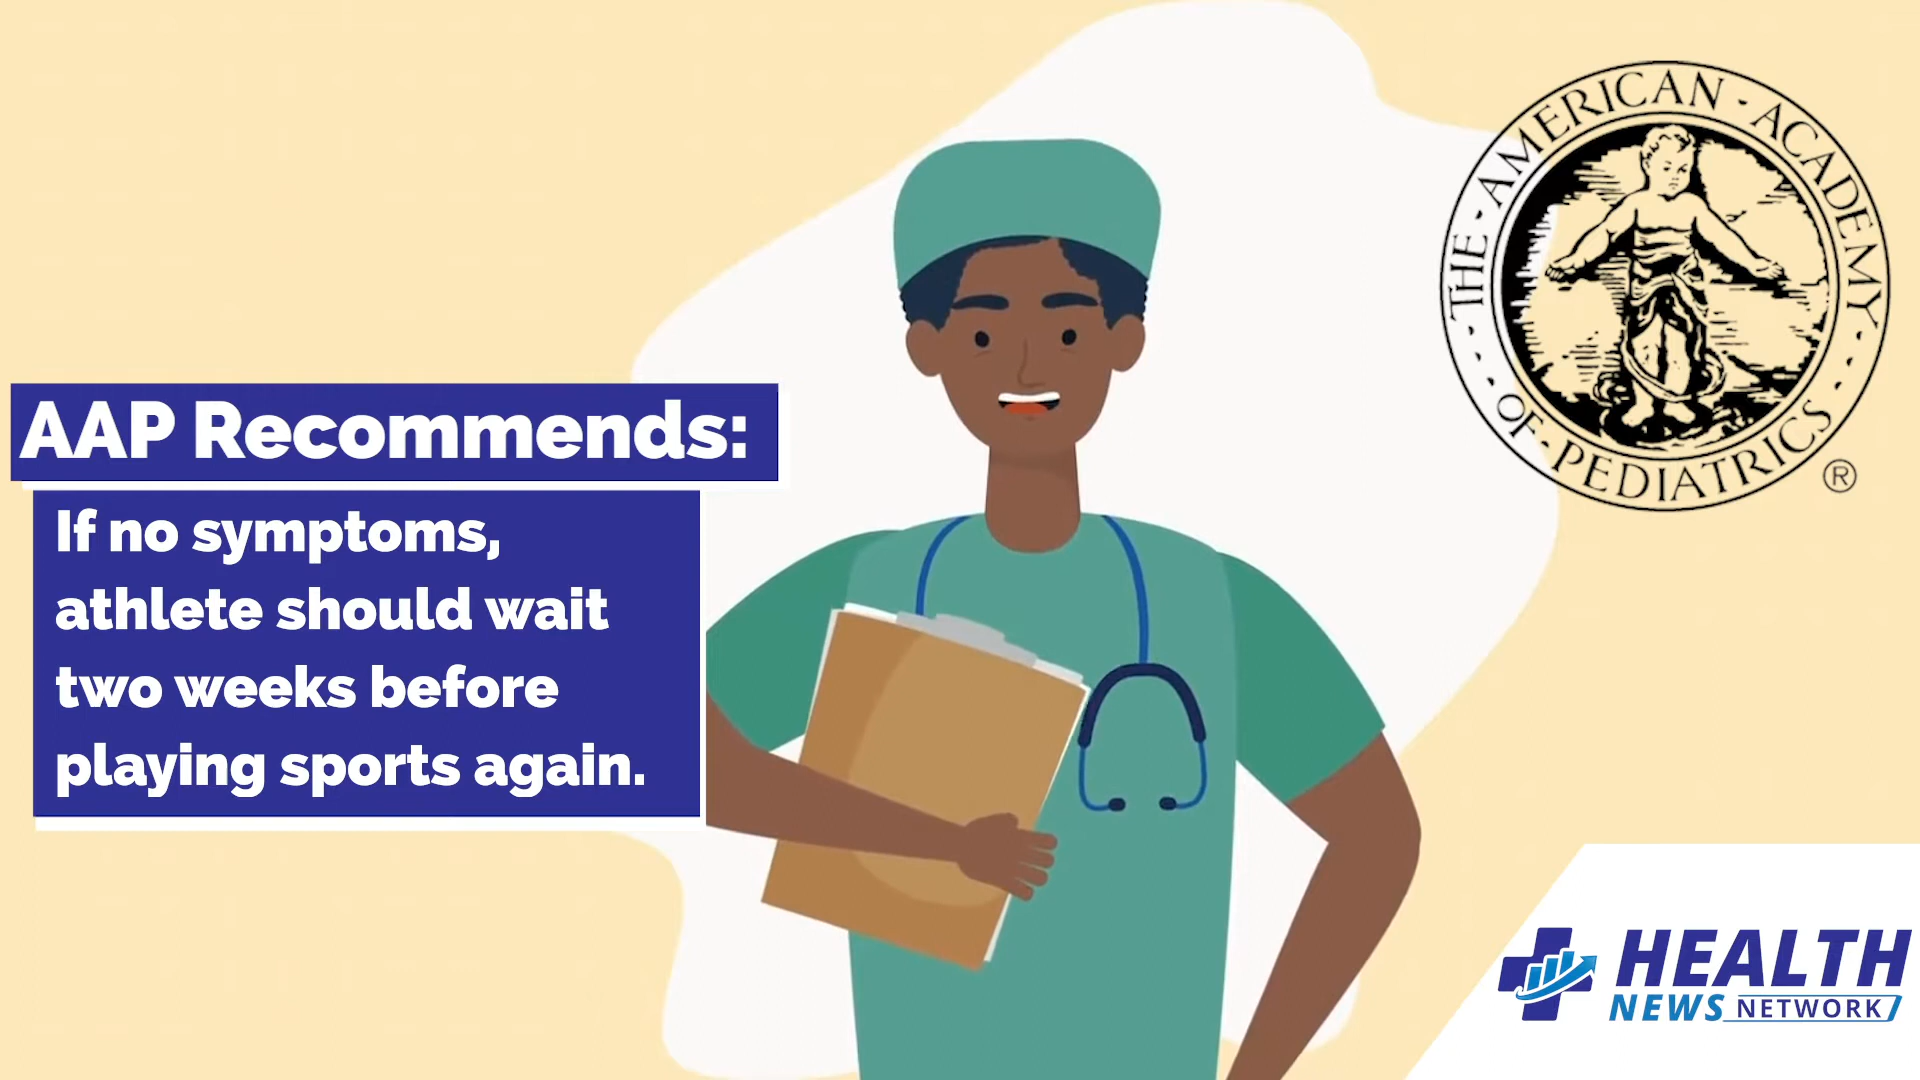 THE · AMERICAN · ACADEMY · OF · PEDIATRICS
®
AAP Recommends:
If no symptoms,
athlete should wait
two weeks before
playing sports again.
HEALTH
NEWS NETWORK